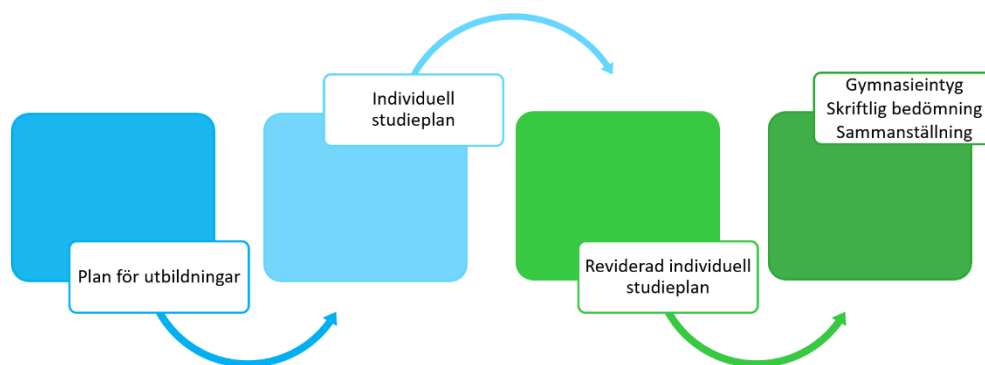 Plan för utbildningar
Individuell
studieplan
Reviderad individuell
studieplan
Gymnasieintyg
Skriftlig bedömning
Sammanställning